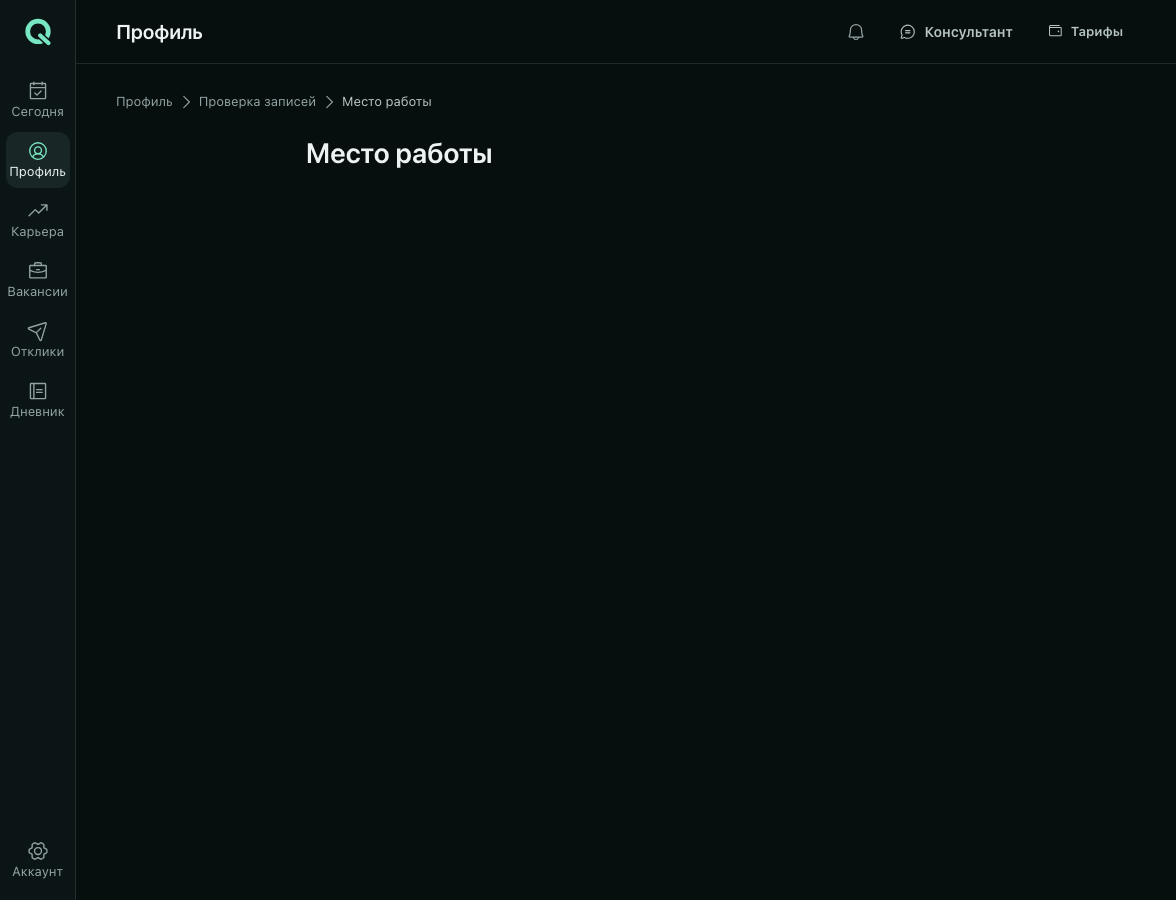 Профиль
Консультант
Тарифы
Сегодня
Профиль
Карьера
Вакансии
Отклики
Дневник
Аккаунт
Профиль
Проверка записей
Место работы
Место работы